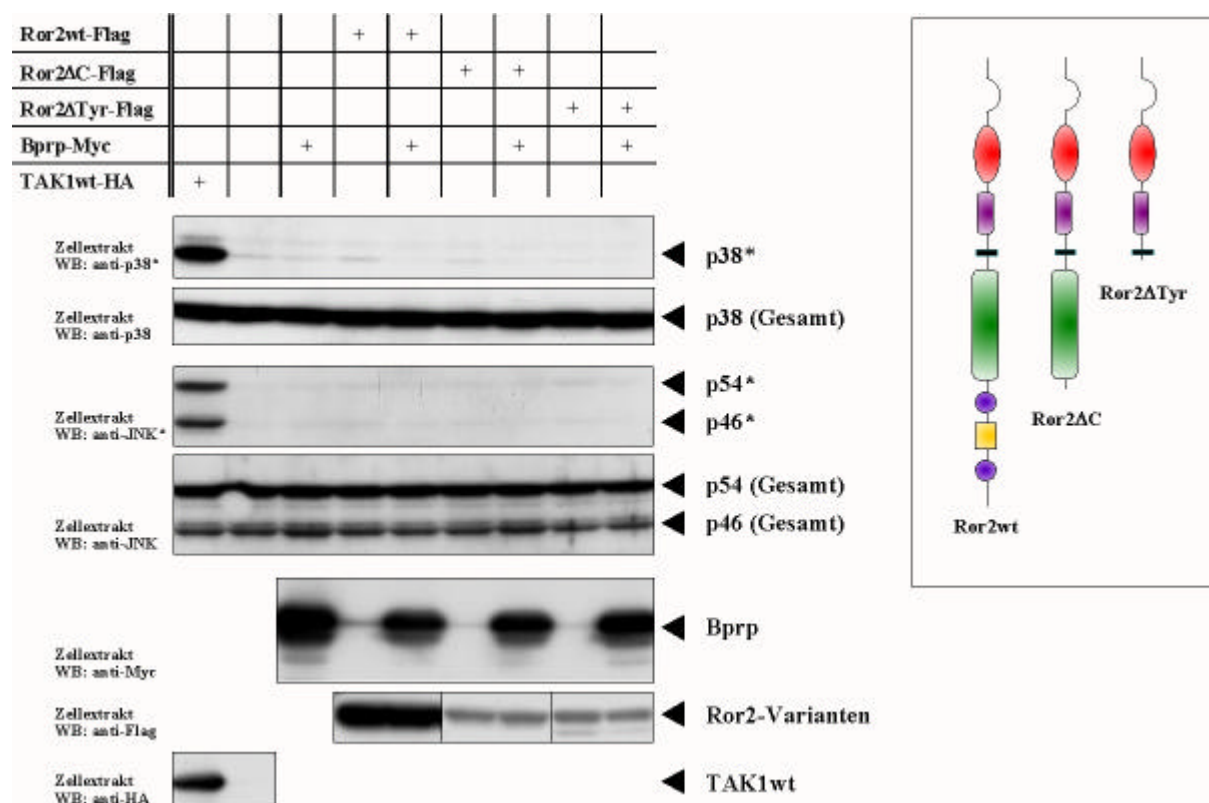 Ror2wt-Flag + +
Ror2ΔC-Flag + +
Ror2ΔTyr-Flag + +
Bprp-Myc + + + +
TAK1wt-HA +
Zellextrakt
WB: anti-p38*
p38*
Zellextrakt
WB: anti-p38
p38 (Gesamt)
p54*
Zellextrakt
WB: anti-JNK*
p46*
p54 (Gesamt)
Zellextrakt
WB: anti-JNK
p46 (Gesamt)
Bprp
Zellextrakt
WB: anti-Myc
Zellextrakt
WB: anti-Flag
Ror2-Varianten
Zellextrakt
WB: anti-HA
TAK1wt
Ror2ΔTyr
Ror2ΔC
Ror2wt